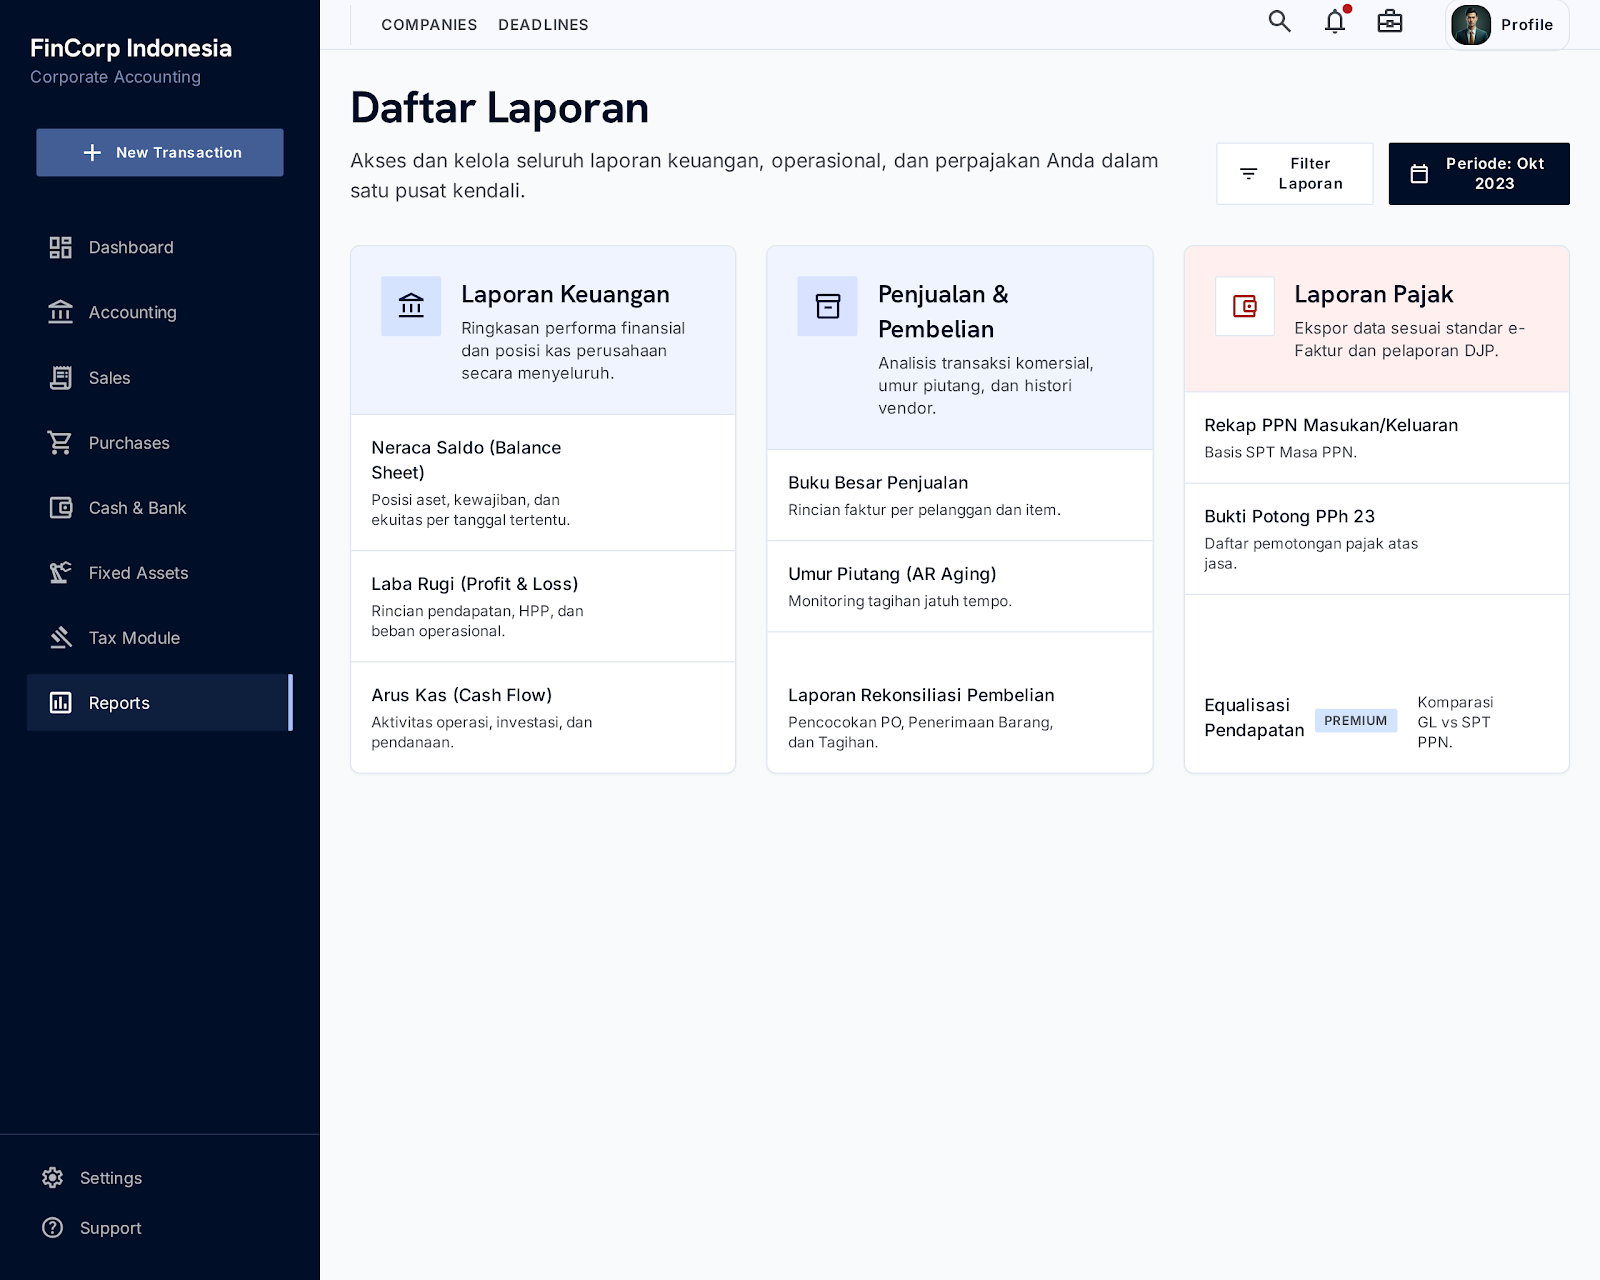 FinCorp Indonesia
Corporate Accounting
New Transaction
Dashboard
Accounting
Sales
Purchases
Cash & Bank
Fixed Assets
Tax Module
Reports
Settings
Support
COMPANIES
DEADLINES
Profile
Daftar Laporan
Akses dan kelola seluruh laporan keuangan, operasional, dan perpajakan Anda dalam
satu pusat kendali.
Filter
Laporan
Periode: Okt
2023
Laporan Keuangan
Ringkasan performa finansial
dan posisi kas perusahaan
secara menyeluruh.
Neraca Saldo (Balance
Sheet)
Posisi aset, kewajiban, dan
ekuitas per tanggal tertentu.
Laba Rugi (Profit & Loss)
Rincian pendapatan, HPP, dan
beban operasional.
Arus Kas (Cash Flow)
Aktivitas operasi, investasi, dan
pendanaan.
Penjualan &
Pembelian
Analisis transaksi komersial,
umur piutang, dan histori
vendor.
Buku Besar Penjualan
Rincian faktur per pelanggan dan item.
Umur Piutang (AR Aging)
Monitoring tagihan jatuh tempo.
Laporan Rekonsiliasi Pembelian
Pencocokan PO, Penerimaan Barang,
dan Tagihan.
Laporan Pajak
Ekspor data sesuai standar e-
Faktur dan pelaporan DJP.
Rekap PPN Masukan/Keluaran
Basis SPT Masa PPN.
Bukti Potong PPh 23
Daftar pemotongan pajak atas
jasa.
Equalisasi
Pendapatan
PREMIUM
Komparasi
GL vs SPT
PPN.